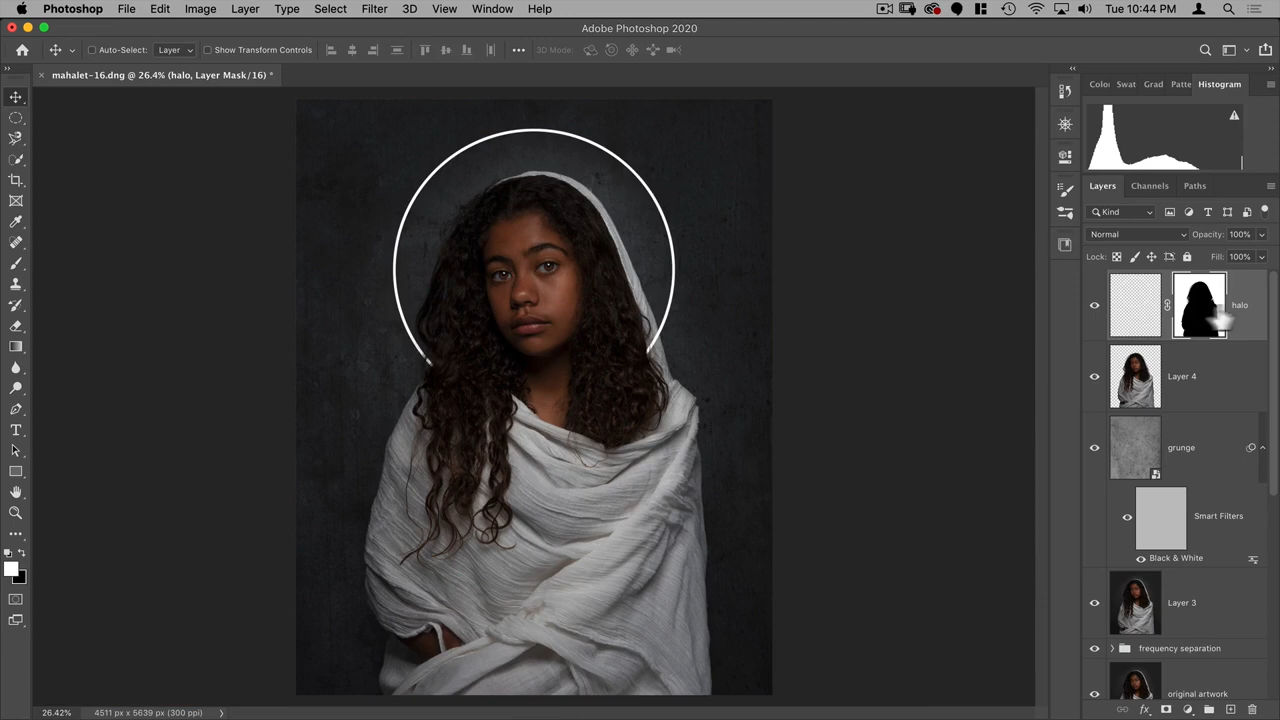 Photoshop File Edit Image Layer Type Select Filter 3D View Window Help Tue 10:44 PM
Adobe Photoshop 2020
Auto-Select: Layer Show Transform Controls 3D Mode:
mahalet-16.dng @ 26.4% (halo, Layer Mask/16) *
Color Swat Grad Patte Histogram
Layers Channels Paths
Kind
Normal Opacity: 100%
Lock: Fill: 100%
halo
Layer 4
grunge
Smart Filters
Black & White
Layer 3
frequency separation
original artwork
26.42% 4511 px x 5639 px (300 ppi)
fx